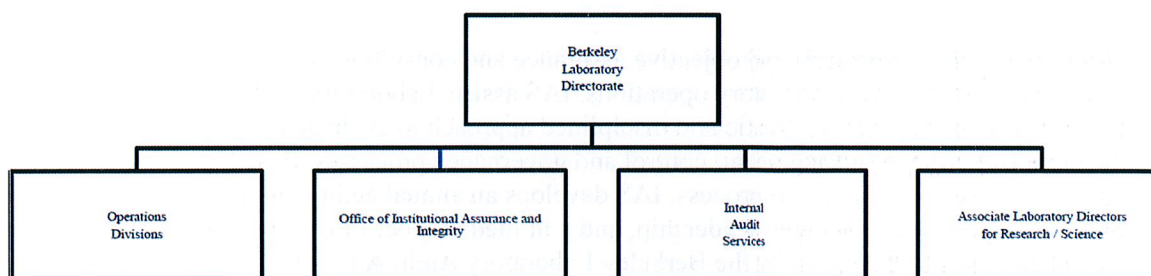 Berkeley
Laboratory
Directorate
Operations
Divisions
Office of Institutional Assurance and
Integrity
Internal
Audit
Services
Associate Laboratory Directors
for Research / Science